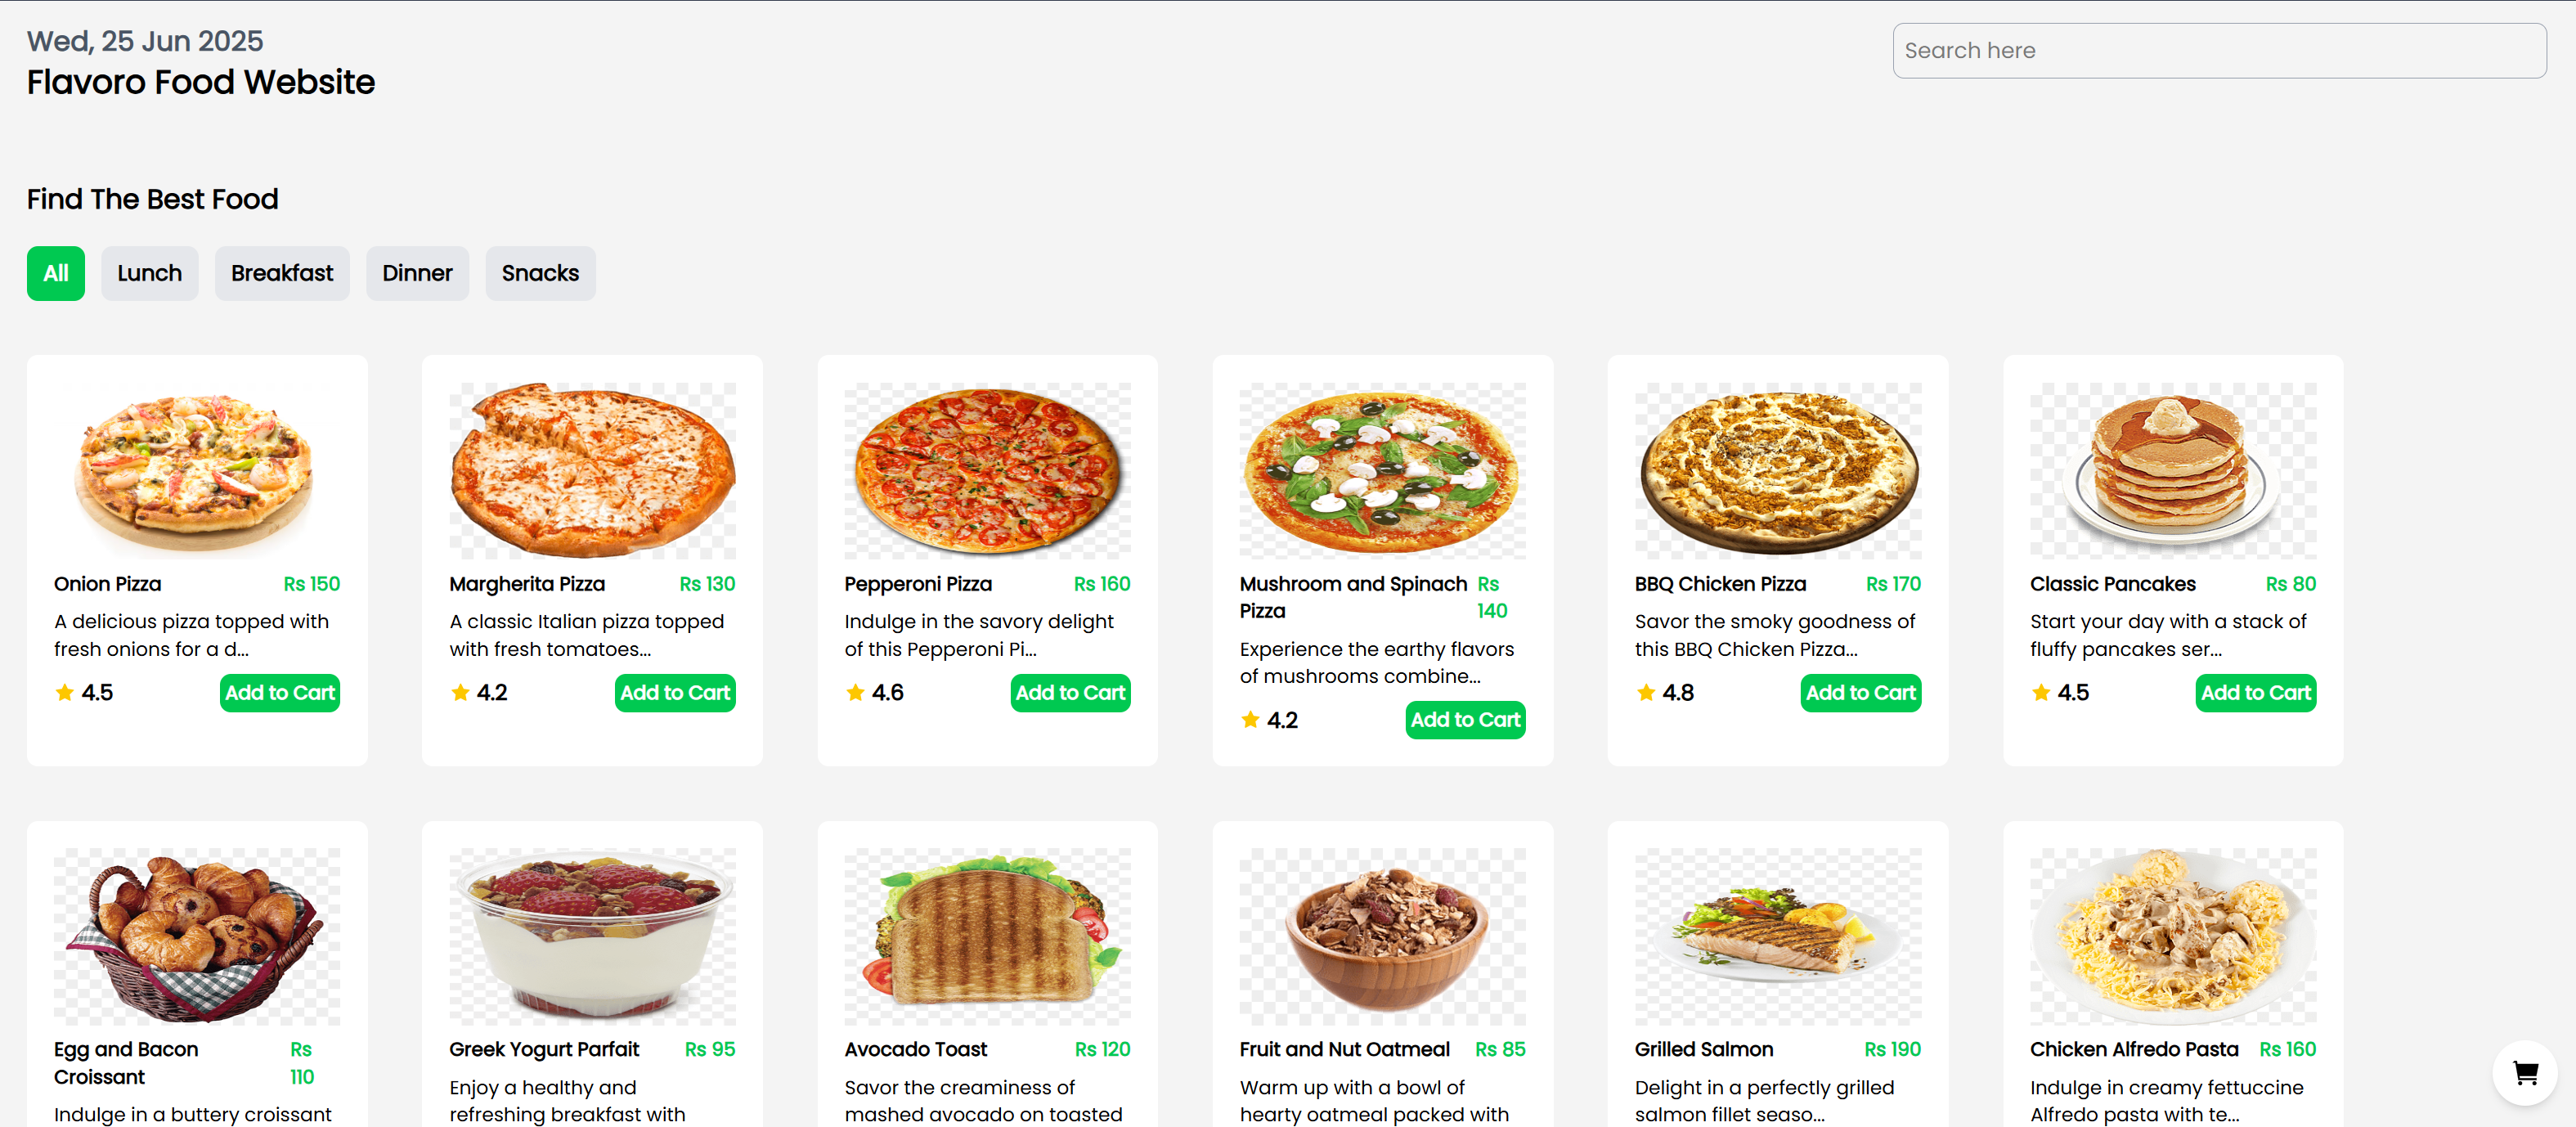 Wed, 25 Jun 2025
Search here
Flavoro Food Website
Find The Best Food
All
Lunch
Breakfast
Dinner
Snacks
Onion Pizza
Rs 150
A delicious pizza topped with
fresh onions for a d...
4.5
Add to Cart
Margherita Pizza
Rs 130
A classic Italian pizza topped
with fresh tomatoes...
4.2
Add to Cart
Pepperoni Pizza
Rs 160
Indulge in the savory delight
of this Pepperoni Pi...
4.6
Add to Cart
Mushroom and Spinach
Pizza
Rs
140
Experience the earthy flavors
of mushrooms combine...
4.2
Add to Cart
BBQ Chicken Pizza
Rs 170
Savor the smoky goodness of
this BBQ Chicken Pizza...
4.8
Add to Cart
Classic Pancakes
Rs 80
Start your day with a stack of
fluffy pancakes ser...
4.5
Add to Cart
Egg and Bacon
Croissant
Rs
110
Indulge in a buttery croissant
Greek Yogurt Parfait
Rs 95
Enjoy a healthy and
refreshing breakfast with
Avocado Toast
Rs 120
Savor the creaminess of
mashed avocado on toasted
Fruit and Nut Oatmeal
Rs 85
Warm up with a bowl of
hearty oatmeal packed with
Grilled Salmon
Rs 190
Delight in a perfectly grilled
salmon fillet seaso...
Chicken Alfredo Pasta
Rs 160
Indulge in creamy fettuccine
Alfredo pasta with te...